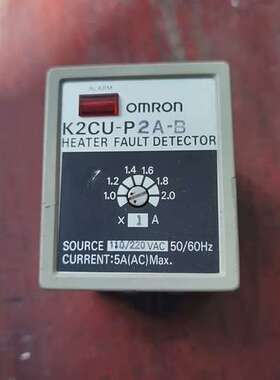 ALARM
OMRON
K2CU-P2A-B
HEATER FAULT DETECTOR
1.4 1.6
1.2 1.8
1.0 2.0
x 1 A
SOURCE 110/220 VAC 50/60Hz
CURRENT:5A(AC)Max.